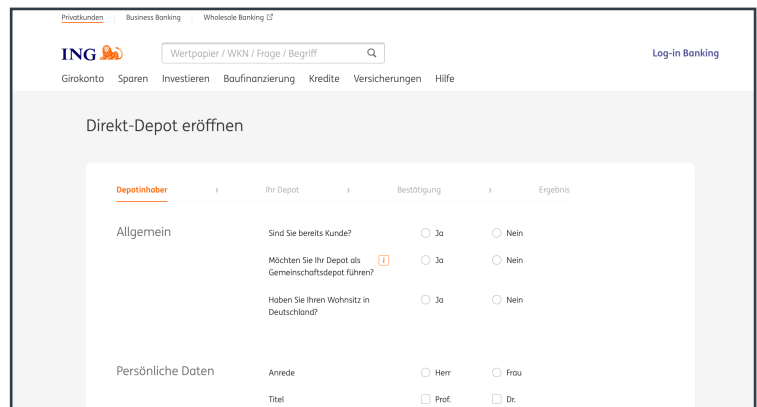 Privatkunden Business Banking Wholesale Banking
ING
Wertpapier / WKN / Frage / Begriff
Log-in Banking
Girokonto Sparen Investieren Baufinanzierung Kredite Versicherungen Hilfe
Direkt-Depot eröffnen
Depotinhaber › Ihr Depot › Bestätigung › Ergebnis
Allgemein
Sind Sie bereits Kunde? Ja Nein
Möchten Sie Ihr Depot als i Ja Nein
Gemeinschaftsdepot führen?
Haben Sie Ihren Wohnsitz in Ja Nein
Deutschland?
Persönliche Daten
Anrede Herr Frau
Titel Prof. Dr.